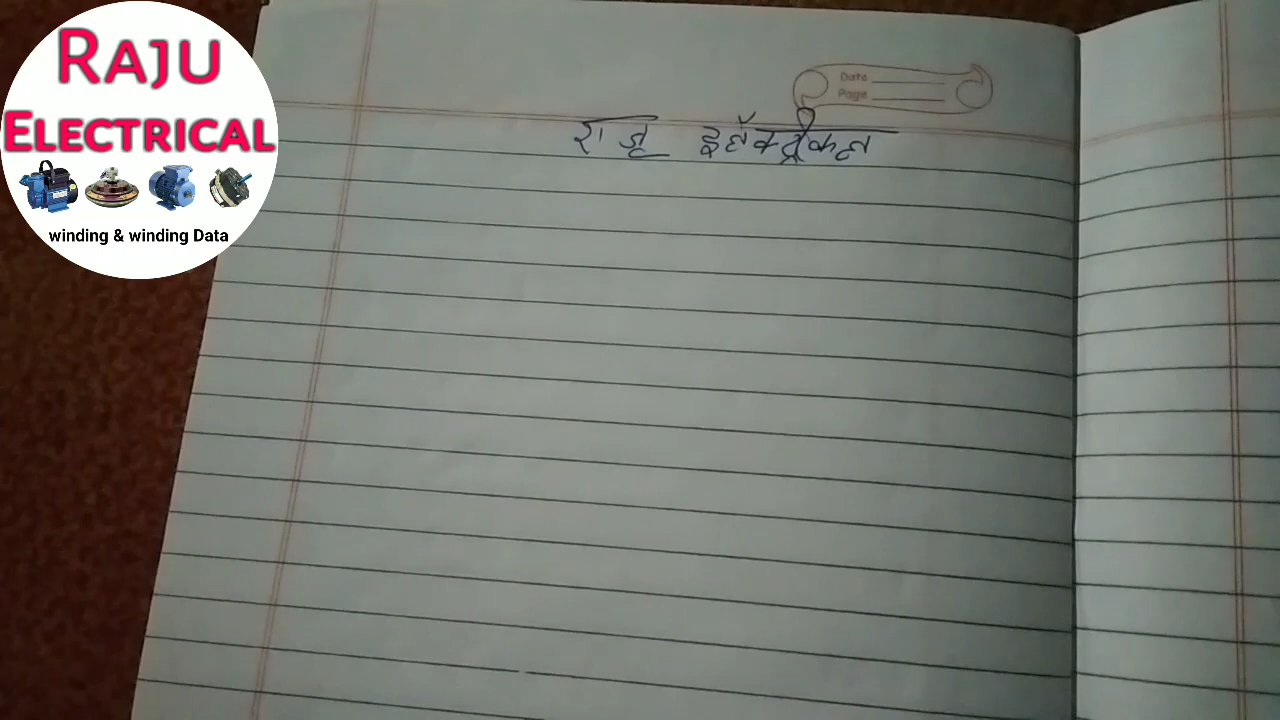 RAJU
ELECTRICAL
winding & winding Data
Date
Page
राजू इलॅक्ट्रीकल